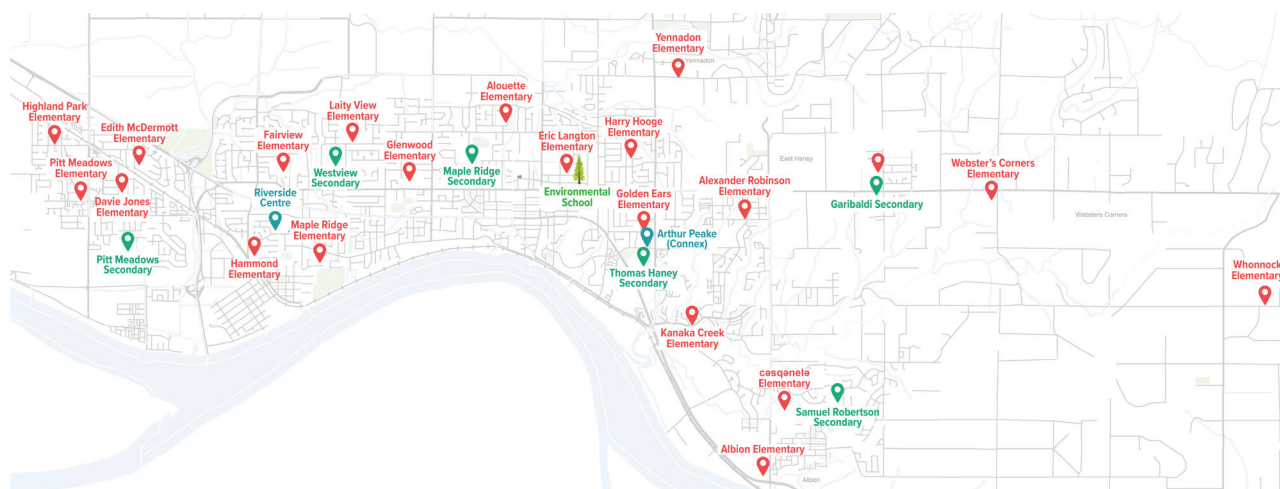 Yennadon
Elementary
Yennadon
Alouette
Elementary
Highland Park
Elementary
Edith McDermott
Elementary
Laity View
Elementary
Fairview
Elementary
Glenwood
Elementary
Eric Langton
Elementary
Harry Hooge
Elementary
East Haney
Pitt Meadows
Elementary
Davie Jones
Elementary
Westview
Secondary
Maple Ridge
Secondary
Environmental
School
Webster's Corners
Elementary
Riverside
Centre
Golden Ears
Elementary
Alexander Robinson
Elementary
Garibaldi Secondary
Websters Corners
Maple Ridge
Elementary
Arthur Peake
(Connex)
Pitt Meadows
Secondary
Hammond
Elementary
Thomas Haney
Secondary
Whonnock
Elementary
Kanaka Creek
Elementary
c̓əsqənelə
Elementary
Samuel Robertson
Secondary
Albion Elementary
Albion